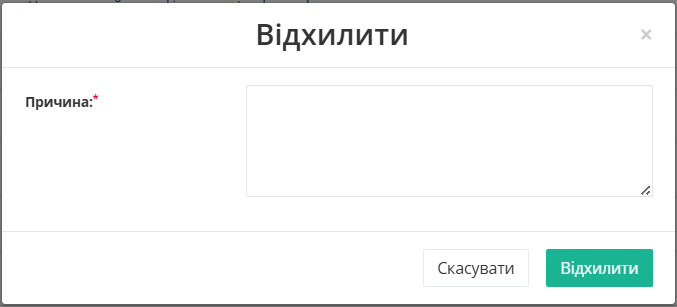 Відхилити
×
Причина:*
Скасувати
Відхилити